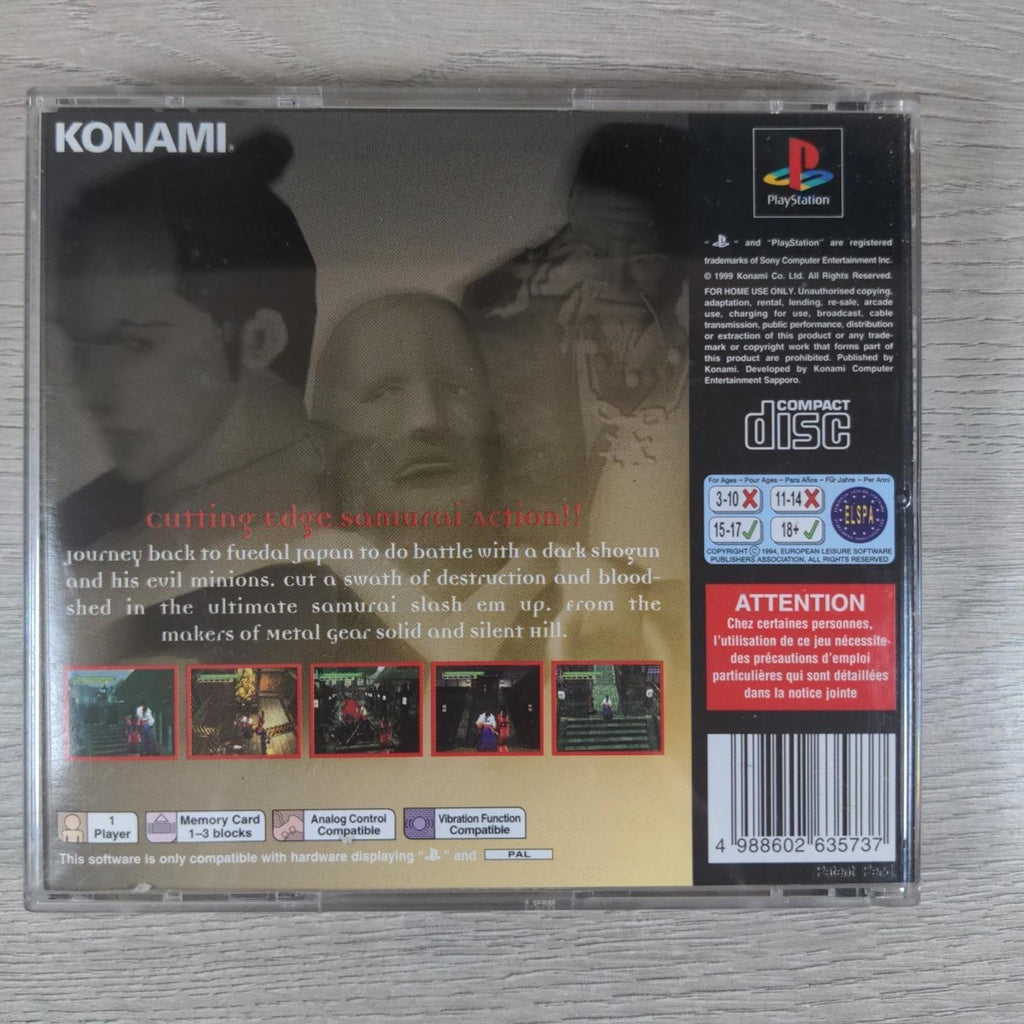 KONAMI®
PlayStation
" " and "PlayStation" are registered
trademarks of Sony Computer Entertainment Inc.
© 1999 Konami Co. Ltd. All Rights Reserved.
FOR HOME USE ONLY. Unauthorised copying,
adaptation, rental, lending, re-sale, arcade
use, charging for use, broadcast, cable
transmission, public performance, distribution
or extraction of this product or any trade-
mark or copyright work that forms part of
this product are prohibited. Published by
Konami. Developed by Konami Computer
Entertainment Sapporo.
COMPACT
disc
For Ages - Pour Ages - Para Años - Für Jahre - Per Anni
3-10 11-14
15-17 18+
ELSPA
COPYRIGHT © 1994, EUROPEAN LEISURE SOFTWARE
PUBLISHERS ASSOCIATION. ALL RIGHTS RESERVED
ATTENTION
Chez certaines personnes,
l'utilisation de ce jeu nécessite
des précautions d'emploi
particulières qui sont détaillées
dans la notice jointe
4 988602 635737
Patent Pend
Cutting Edge Samurai Action!!
Journey back to fuedal Japan to do battle with a dark shogun
and his evil minions. Cut a swath of destruction and blood-
shed in the ultimate samurai slash em up. From the
makers of Metal Gear Solid and Silent Hill.
1
Player
Memory Card
1–3 blocks
Analog Control
Compatible
Vibration Function
Compatible
This software is only compatible with hardware displaying " " and PAL